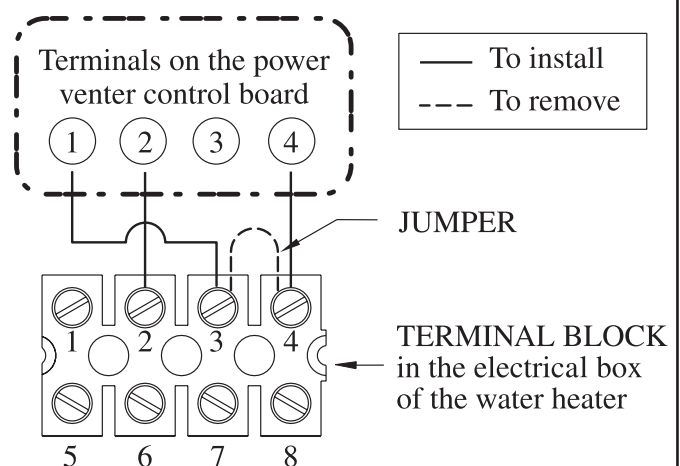 Terminals on the power
venter control board
1 2 3 4
To install
To remove
JUMPER
1 2 3 4
TERMINAL BLOCK
in the electrical box
of the water heater
5 6 7 8